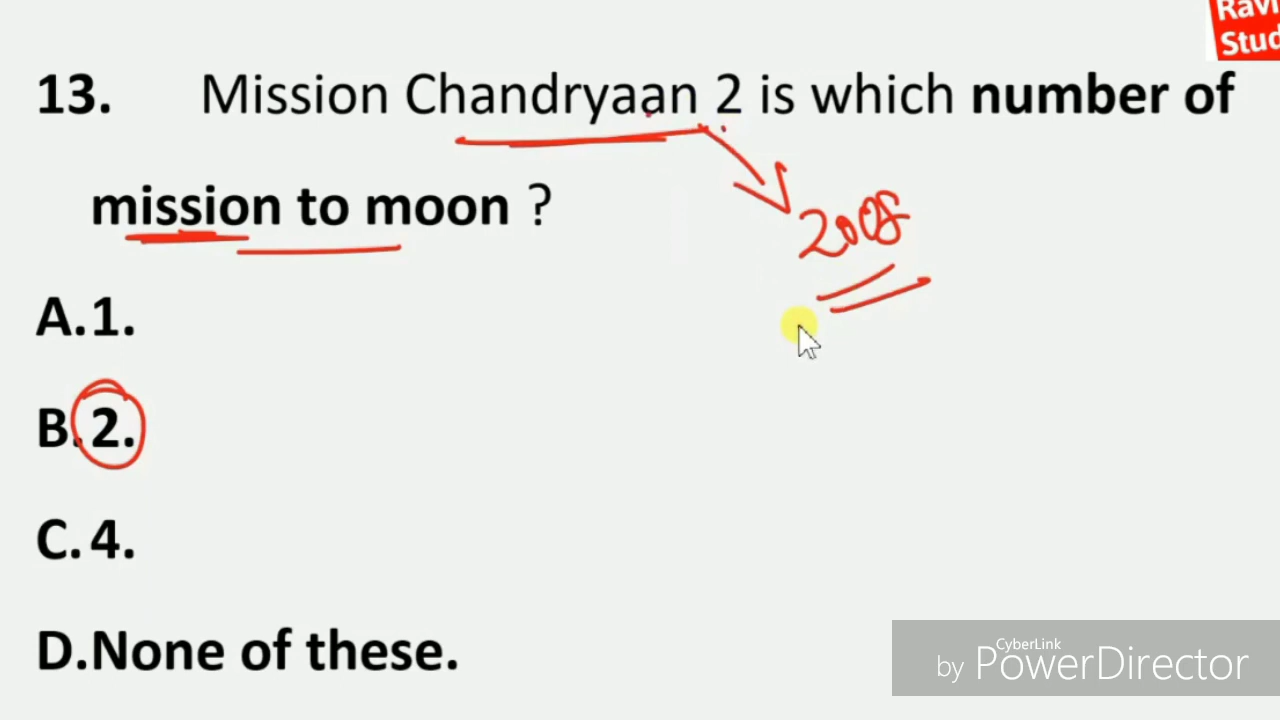 Ravi
Stud
13. Mission Chandryaan 2 is which number of
mission to moon ?
2008
A.1.
B.2.
C.4.
D.None of these.
CyberLink
by PowerDirector